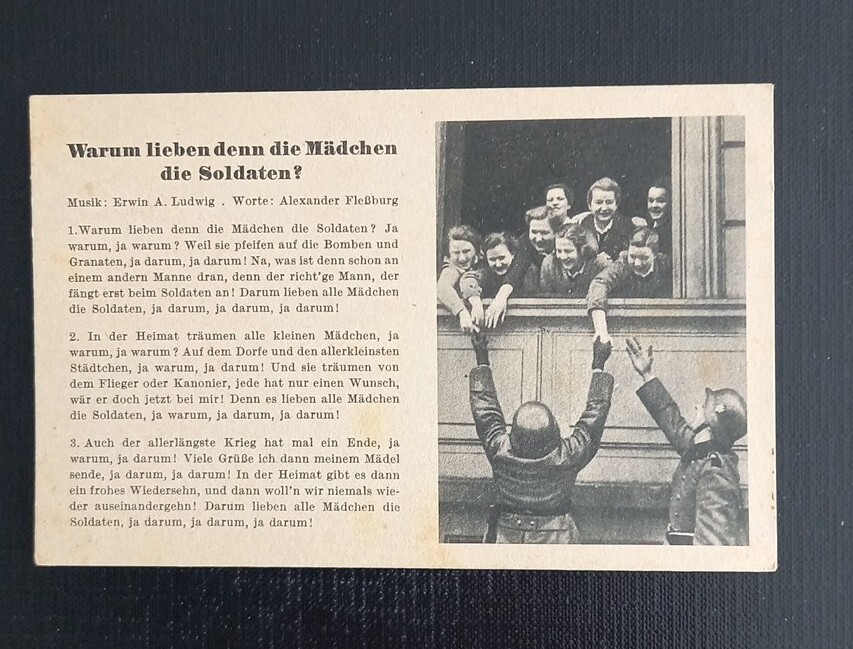 Warum lieben denn die Mädchen
die Soldaten?
Musik: Erwin A. Ludwig . Worte: Alexander Fleßburg
1.Warum lieben denn die Mädchen die Soldaten? Ja
warum, ja warum? Weil sie pfeifen auf die Bomben und
Granaten, ja darum, ja darum! Na, was ist denn schon an
einem andern Manne dran, denn der richt'ge Mann, der
fängt erst beim Soldaten an! Darum lieben alle Mädchen
die Soldaten, ja darum, ja darum, ja darum!
2. In der Heimat träumen alle kleinen Mädchen, ja
warum, ja warum? Auf dem Dorfe und den allerkleinsten
Städtchen, ja warum, ja darum! Und sie träumen von
dem Flieger oder Kanonier, jede hat nur einen Wunsch,
wär er doch jetzt bei mir! Denn es lieben alle Mädchen
die Soldaten, ja warum, ja darum, ja darum!
3. Auch der allerlängste Krieg hat mal ein Ende, ja
warum, ja darum! Viele Grüße ich dann meinem Mädel
sende, ja darum, ja darum! In der Heimat gibt es dann
ein frohes Wiedersehn, und dann woll'n wir niemals wie-
der auseinandergehn! Darum lieben alle Mädchen die
Soldaten, ja darum, ja darum, ja darum!